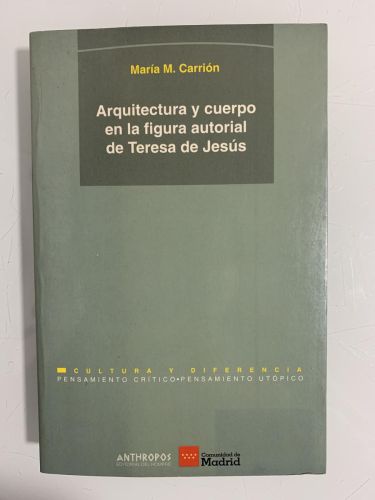 María M. Carrión
Arquitectura y cuerpo
en la figura autorial
de Teresa de Jesús
CULTURA Y DIFERENCIA
PENSAMIENTO CRÍTICO•PENSAMIENTO UTÓPICO
ANTHROPOS
EDITORIAL DEL HOMBRE
Comunidad de
Madrid